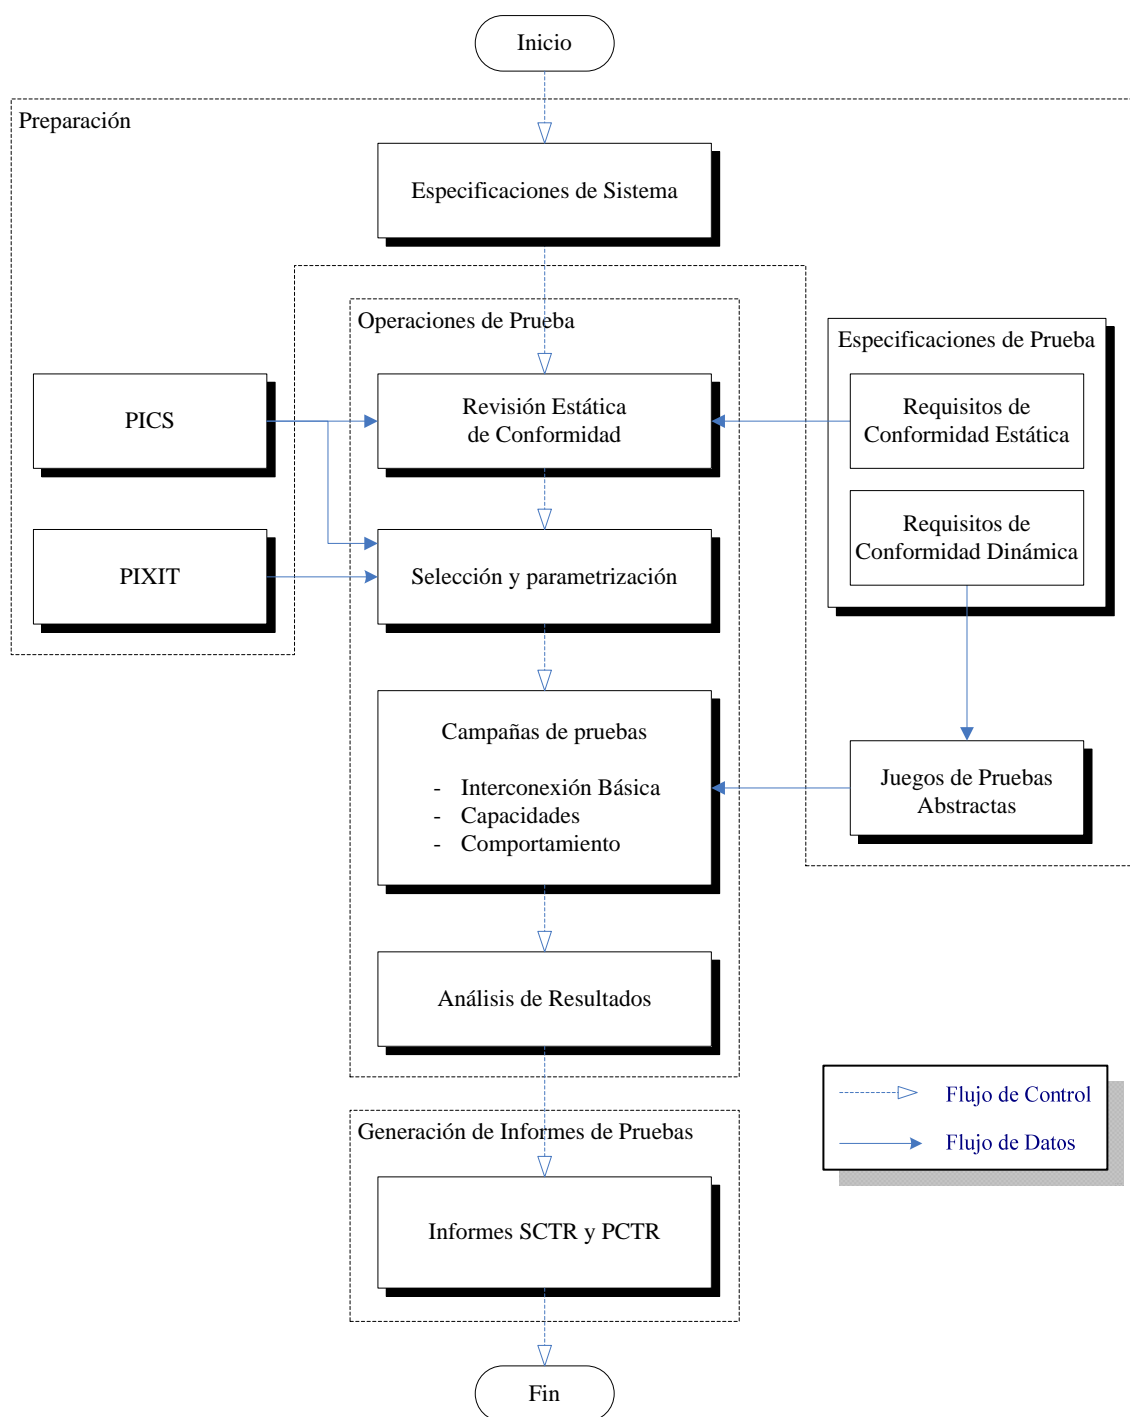 Inicio
Preparación
Especificaciones de Sistema
Operaciones de Prueba
Especificaciones de Prueba
PICS
Revisión Estática
de Conformidad
Requisitos de
Conformidad Estática
Requisitos de
Conformidad Dinámica
PIXIT
Selección y parametrización
Campañas de pruebas
- Interconexión Básica
- Capacidades
- Comportamiento
Juegos de Pruebas
Abstractas
Análisis de Resultados
Flujo de Control
Flujo de Datos
Generación de Informes de Pruebas
Informes SCTR y PCTR
Fin